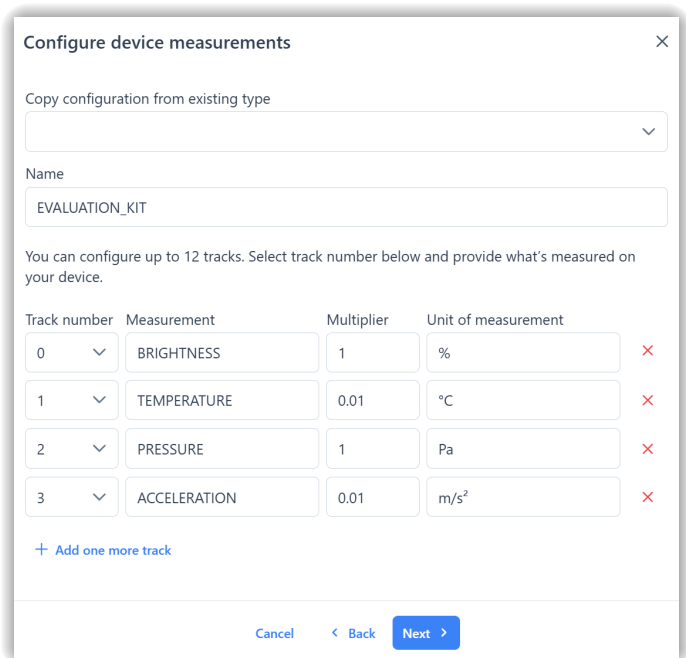 Configure device measurements
Copy configuration from existing type
Name
EVALUATION_KIT
You can configure up to 12 tracks. Select track number below and provide what's measured on
your device.
Track number Measurement Multiplier Unit of measurement
0 BRIGHTNESS 1 %
1 TEMPERATURE 0.01 °C
2 PRESSURE 1 Pa
3 ACCELERATION 0.01 m/s²
+ Add one more track
Cancel < Back Next >